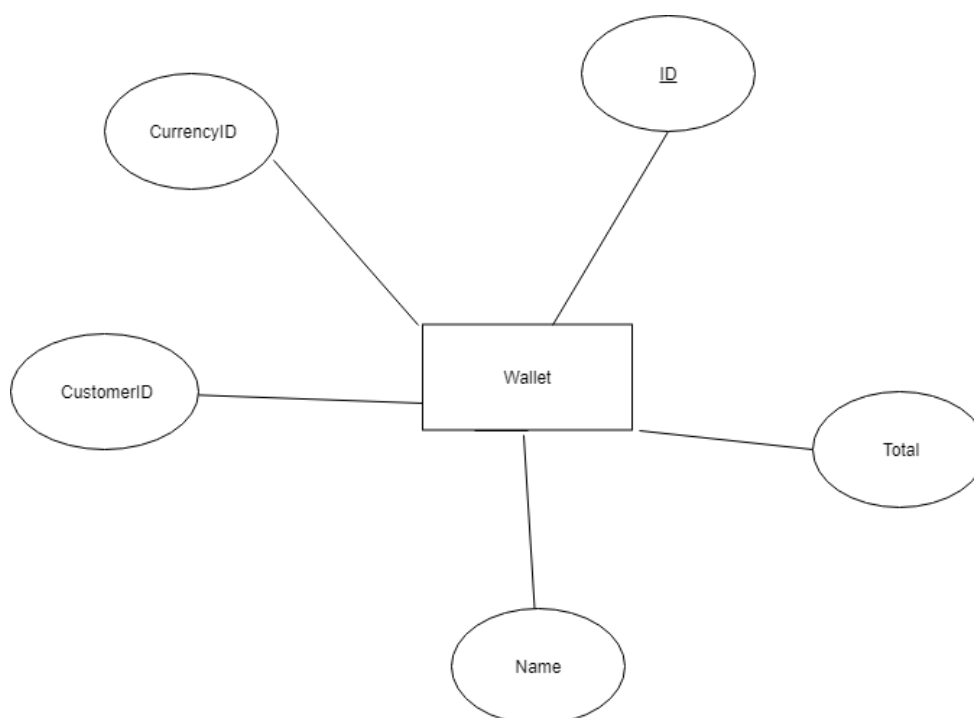 ID
CurrencyID
Wallet
CustomerID
Total
Name